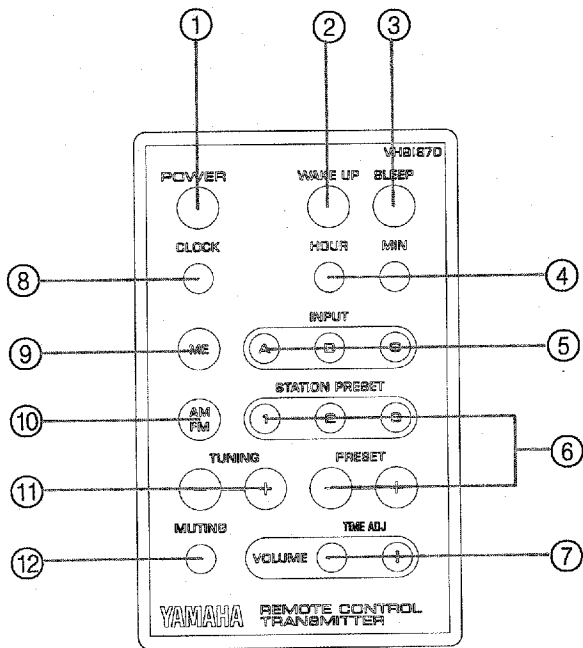 ① ② ③
POWER WAKE UP SLEEP
⑧ CLOCK HOUR MIN ④
INPUT
⑨ ME A B C ⑤
STATION PRESET
⑩ AM FM 1 2 3
⑥
TUNING PRESET
⑪ - + - +
MUTING TIME ADJ
⑫ VOLUME - + ⑦
YAMAHA REMOTE CONTROL
TRANSMITTER